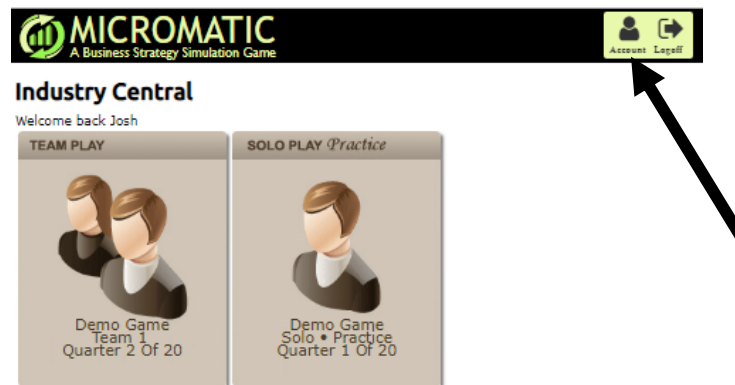 MICROMATIC
A Business Strategy Simulation Game
Account Logoff
Industry Central
Welcome back Josh
TEAM PLAY
SOLO PLAY Practice
Demo Game
Team 1
Quarter 2 Of 20
Demo Game
Solo • Practice
Quarter 1 Of 20